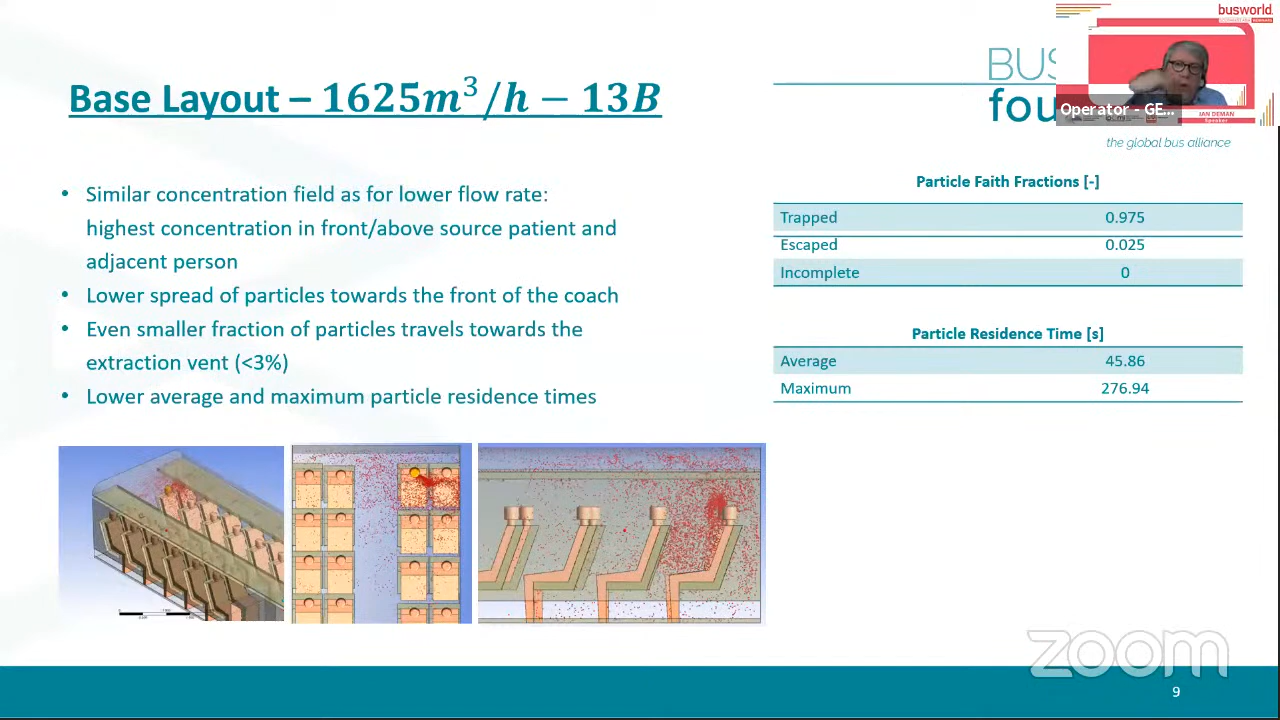 busworld.
Base Layout – 1625m³/h – 13B
BUS
fou
Operator - GE...
JAN DEMAN
Speaker
the global bus alliance
• Similar concentration field as for lower flow rate:
highest concentration in front/above source patient and
adjacent person
• Lower spread of particles towards the front of the coach
• Even smaller fraction of particles travels towards the
extraction vent (<3%)
• Lower average and maximum particle residence times
Particle Faith Fractions [-]
Trapped 0.975
Escaped 0.025
Incomplete 0
Particle Residence Time [s]
Average 45.86
Maximum 276.94
zoom
9